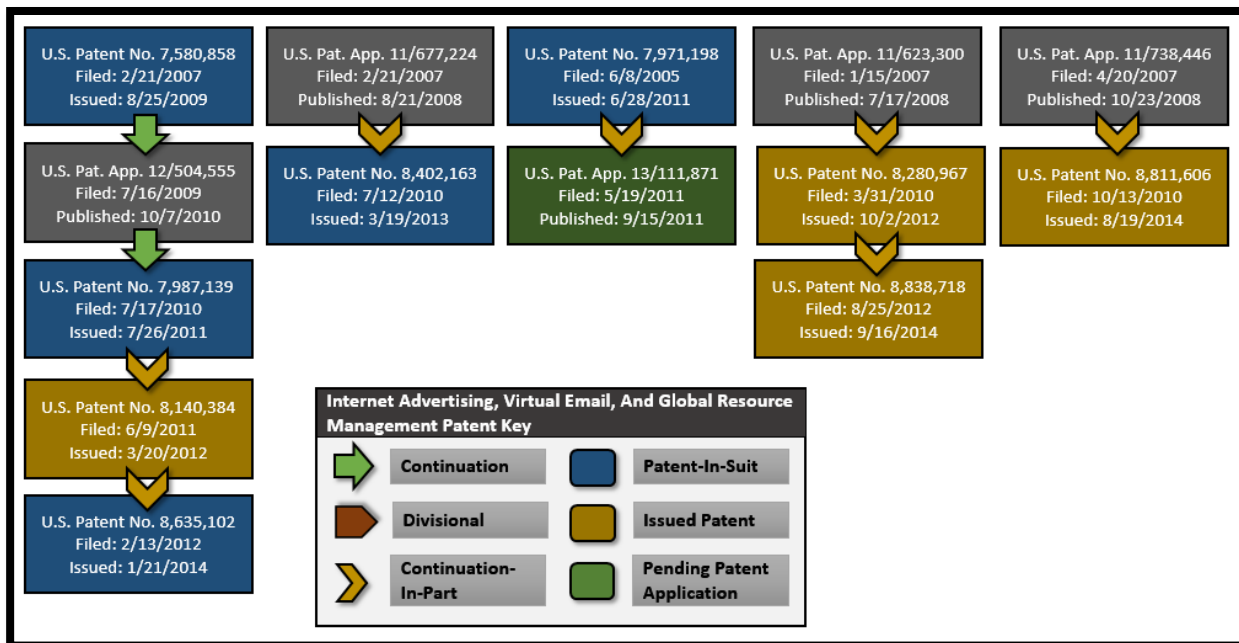 U.S. Patent No. 7,580,858
Filed: 2/21/2007
Issued: 8/25/2009
U.S. Pat. App. 12/504,555
Filed: 7/16/2009
Published: 10/7/2010
U.S. Patent No. 7,987,139
Filed: 7/17/2010
Issued: 7/26/2011
U.S. Patent No. 8,140,384
Filed: 6/9/2011
Issued: 3/20/2012
U.S. Patent No. 8,635,102
Filed: 2/13/2012
Issued: 1/21/2014
U.S. Pat. App. 11/677,224
Filed: 2/21/2007
Published: 8/21/2008
U.S. Patent No. 8,402,163
Filed: 7/12/2010
Issued: 3/19/2013
U.S. Patent No. 7,971,198
Filed: 6/8/2005
Issued: 6/28/2011
U.S. Pat. App. 13/111,871
Filed: 5/19/2011
Published: 9/15/2011
U.S. Pat. App. 11/623,300
Filed: 1/15/2007
Published: 7/17/2008
U.S. Patent No. 8,280,967
Filed: 3/31/2010
Issued: 10/2/2012
U.S. Patent No. 8,838,718
Filed: 8/25/2012
Issued: 9/16/2014
U.S. Pat. App. 11/738,446
Filed: 4/20/2007
Published: 10/23/2008
U.S. Patent No. 8,811,606
Filed: 10/13/2010
Issued: 8/19/2014
Internet Advertising, Virtual Email, And Global Resource
Management Patent Key
Continuation
Patent-In-Suit
Divisional
Issued Patent
Continuation-
In-Part
Pending Patent
Application